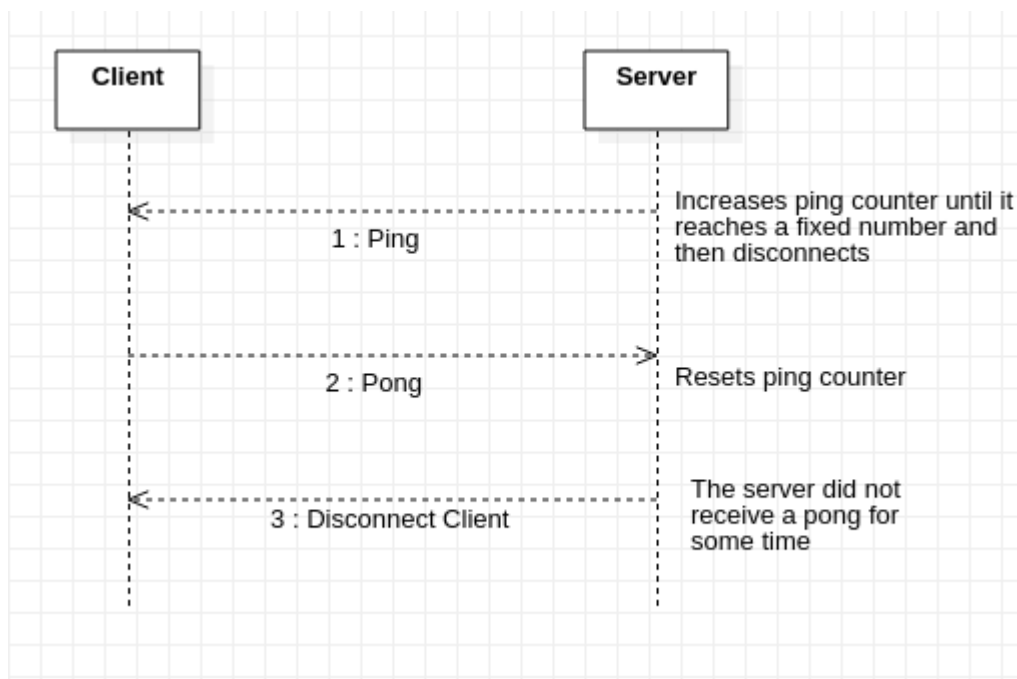 Client
Server
Increases ping counter until it
reaches a fixed number and
then disconnects
1 : Ping
2 : Pong
Resets ping counter
The server did not
receive a pong for
some time
3 : Disconnect Client